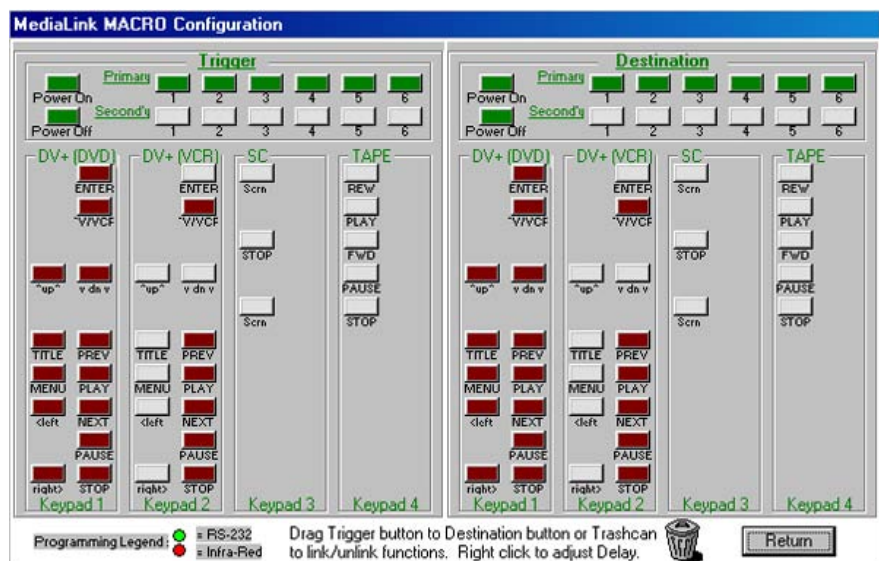 MediaLink MACRO Configuration
Trigger
Primary
Power On 1 2 3 4 5 6
Second'y
Power Off 1 2 3 4 5 6
DV+ (DVD) DV+ (VCR) SC TAPE
ENTER ENTER Scrn REW
TV/VCR TV/VCR PLAY
STOP FWD
^up^ v dn v ^up^ v dn v PAUSE
Scrn STOP
TITLE PREV TITLE PREV
MENU PLAY MENU PLAY
<left NEXT <left NEXT
PAUSE PAUSE
right> STOP right> STOP
Keypad 1 Keypad 2 Keypad 3 Keypad 4
Destination
Primary
Power On 1 2 3 4 5 6
Second'y
Power Off 1 2 3 4 5 6
DV+ (DVD) DV+ (VCR) SC TAPE
ENTER ENTER Scrn REW
TV/VCR TV/VCR PLAY
STOP FWD
^up^ v dn v ^up^ v dn v PAUSE
Scrn STOP
TITLE PREV TITLE PREV
MENU PLAY MENU PLAY
<left NEXT <left NEXT
PAUSE PAUSE
right> STOP right> STOP
Keypad 1 Keypad 2 Keypad 3 Keypad 4
Programming Legend: = RS-232
= Infra-Red
Drag Trigger button to Destination button or Trashcan
to link/unlink functions. Right click to adjust Delay.
Return